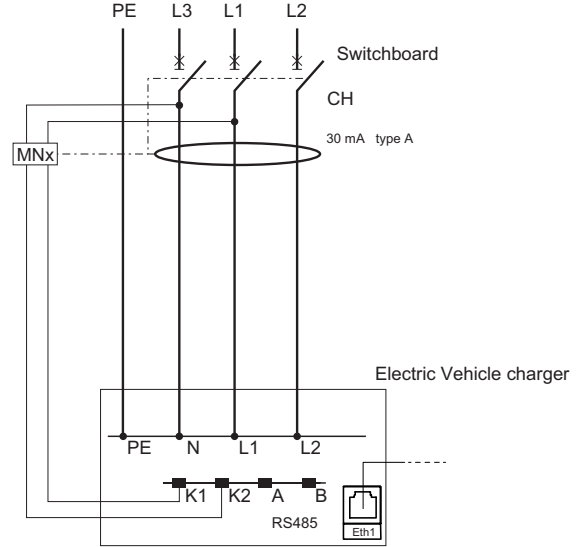 PE L3 L1 L2
Switchboard
CH
30 mA type A
MNx
Electric Vehicle charger
PE N L1 L2
K1 K2 A B
RS485
Eth1